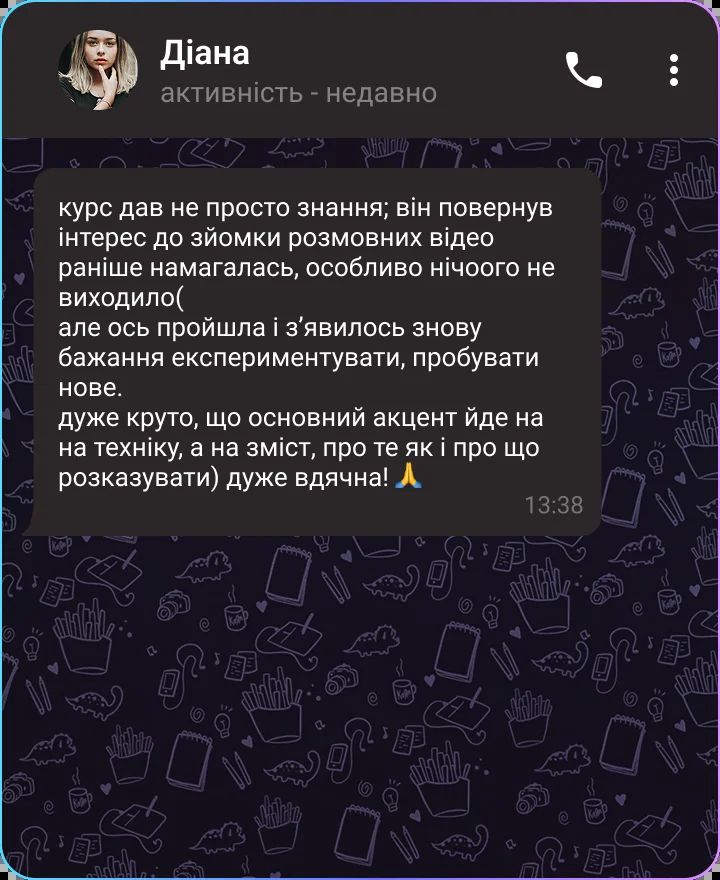 Діана
активність - недавно
курс дав не просто знання; він повернув
інтерес до зйомки розмовних відео
раніше намагалась, особливо нічоого не
виходило(
але ось пройшла і з’явилось знову
бажання експериментувати, пробувати
нове.
дуже круто, що основний акцент йде на
на техніку, а на зміст, про те як і про що
розказувати) дуже вдячна! 🙏
13:38